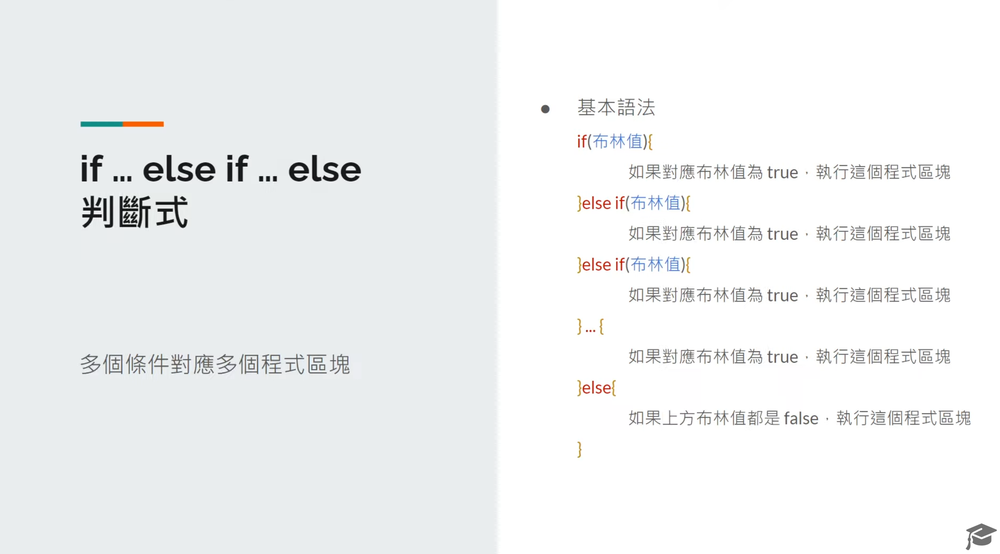 if ... else if ... else
判斷式
多個條件對應多個程式區塊
● 基本語法
if(布林值){
如果對應布林值為 true，執行這個程式區塊
}else if(布林值){
如果對應布林值為 true，執行這個程式區塊
}else if(布林值){
如果對應布林值為 true，執行這個程式區塊
} ... {
如果對應布林值為 true，執行這個程式區塊
}else{
如果上方布林值都是 false，執行這個程式區塊
}